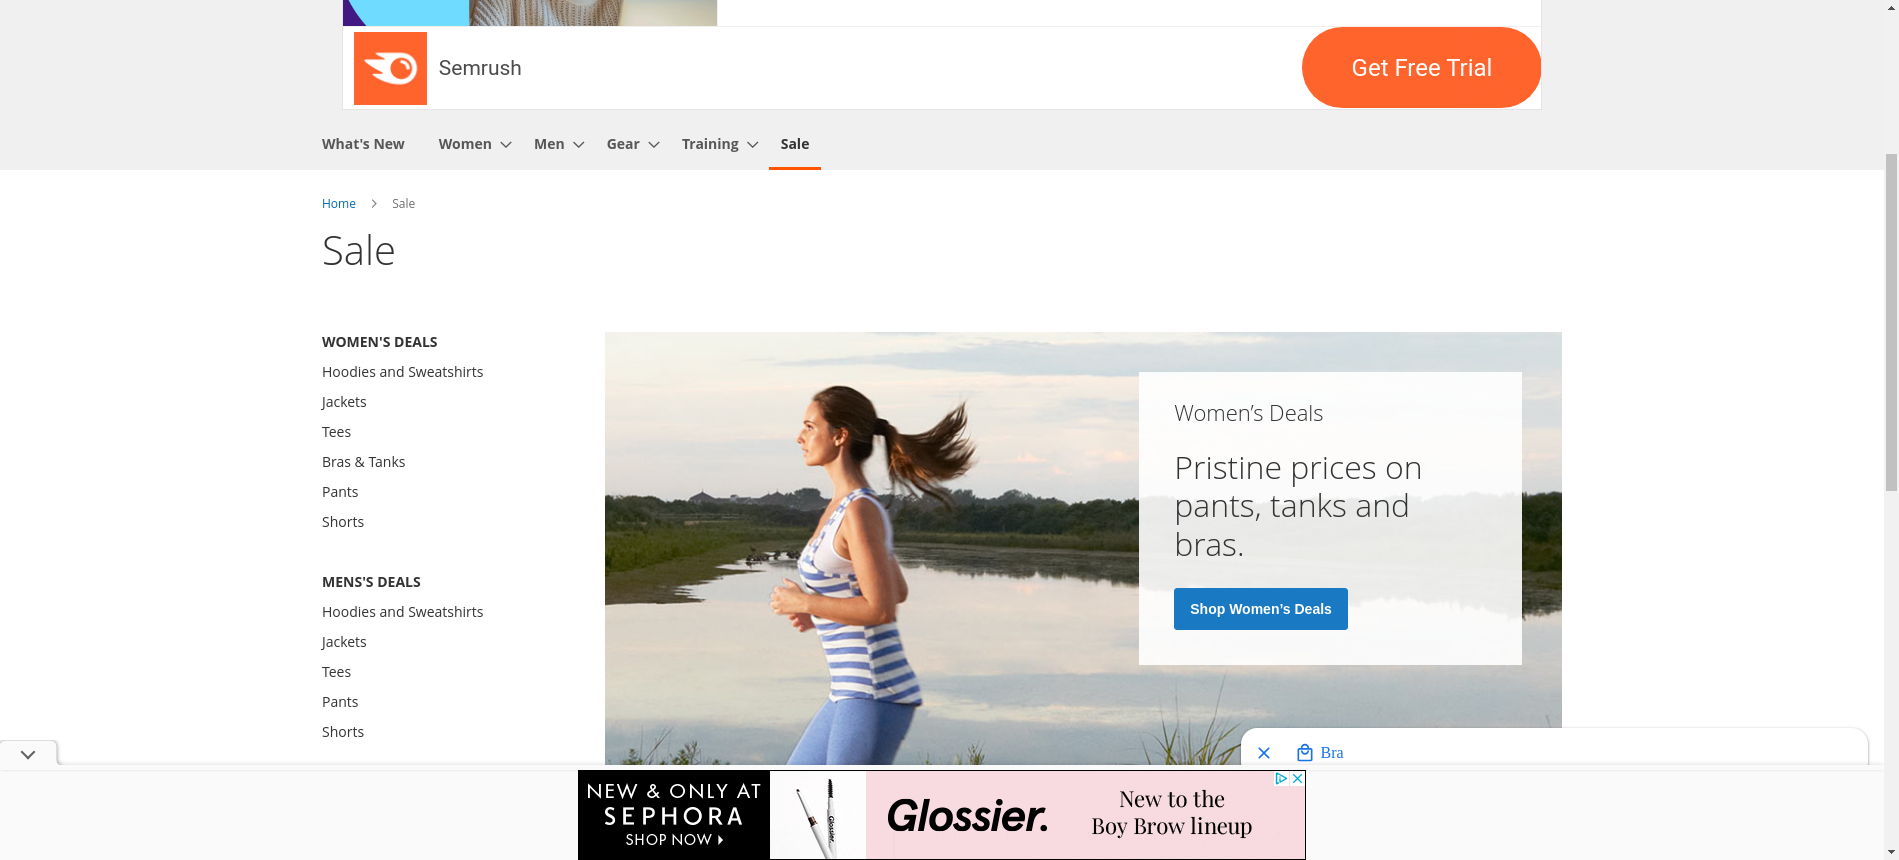 Semrush
Get Free Trial
What's New Women Men Gear Training Sale
Home Sale
Sale
WOMEN'S DEALS
Hoodies and Sweatshirts
Jackets
Tees
Bras & Tanks
Pants
Shorts
MENS'S DEALS
Hoodies and Sweatshirts
Jackets
Tees
Pants
Shorts
Women’s Deals
Pristine prices on
pants, tanks and
bras.
Shop Women’s Deals
Bra
NEW & ONLY AT
SEPHORA
SHOP NOW
Glossier.
Glossier.
New to the
Boy Brow lineup